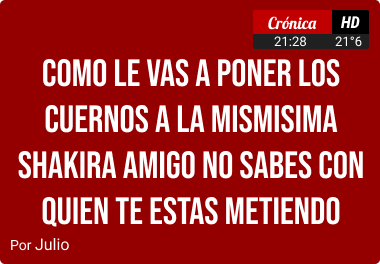 Crónica HD
21:28 21°6
COMO LE VAS A PONER LOS
CUERNOS A LA MISMISIMA
SHAKIRA AMIGO NO SABES CON
QUIEN TE ESTAS METIENDO
Por Julio